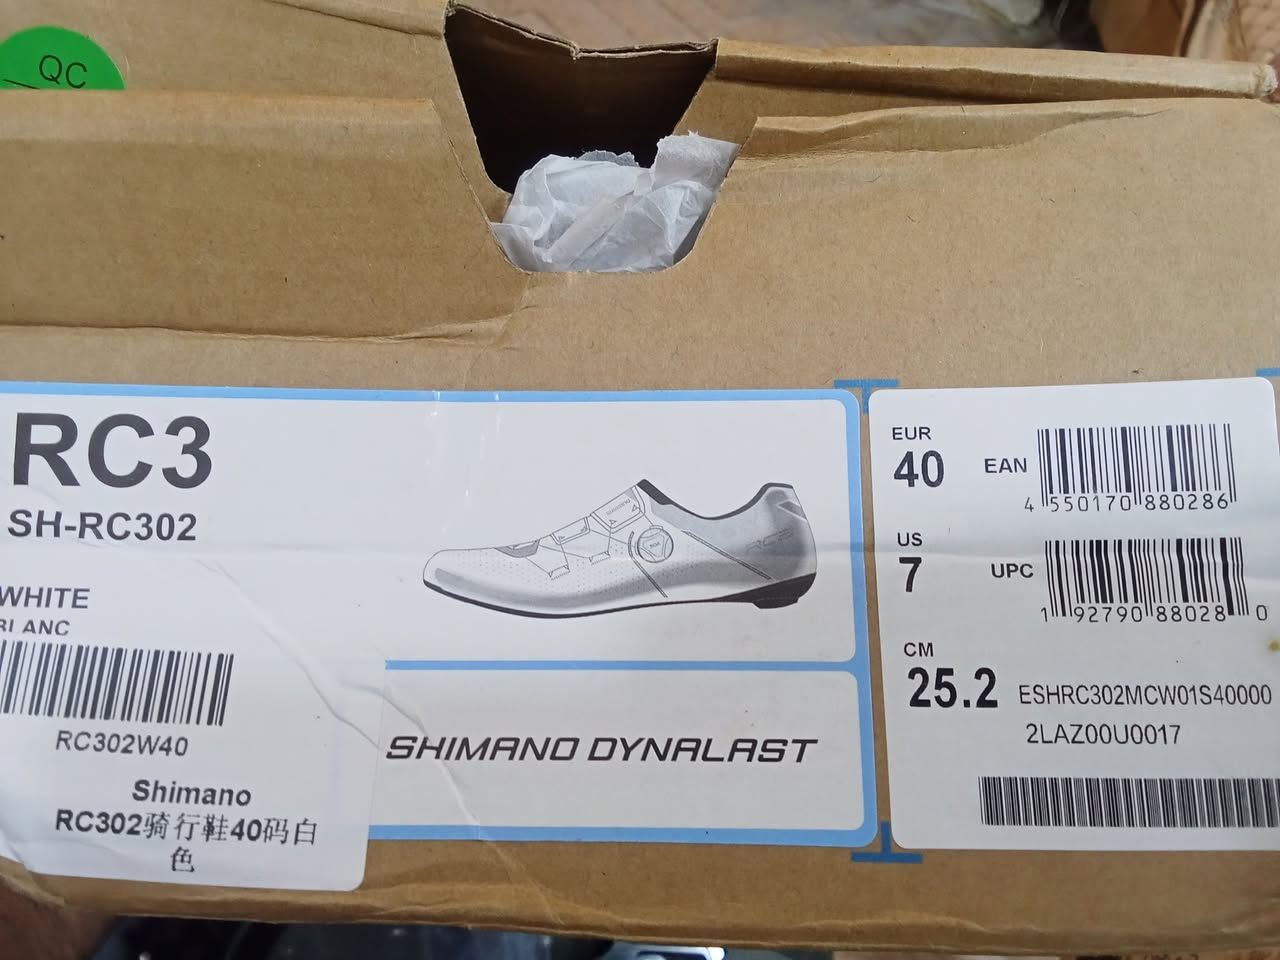 QC
RC3
SH-RC302
WHITE
BLANC
RC302W40
Shimano
RC302骑行鞋40码白
色
SHIMANO DYNALAST
EUR
40
EAN
4 550170 880286
US
7
UPC
1 92790 88028 0
CM
25.2
ESHRC302MCW01S40000
2LAZ00U0017